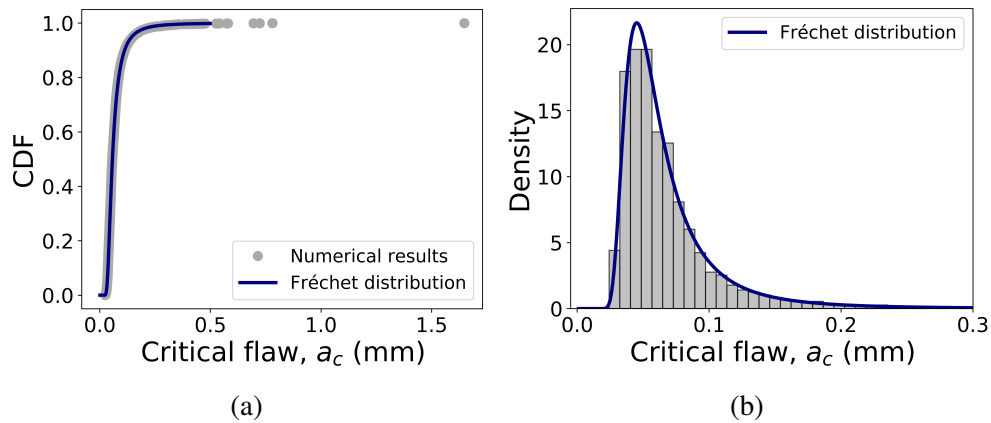 1.0
0.8
0.6
0.4
0.2
0.0
CDF
Numerical results
Fréchet distribution
0.0 0.5 1.0 1.5
Critical flaw, a_c (mm)
(a)
20
15
10
5
0
Density
Fréchet distribution
0.0 0.1 0.2 0.3
Critical flaw, a_c (mm)
(b)